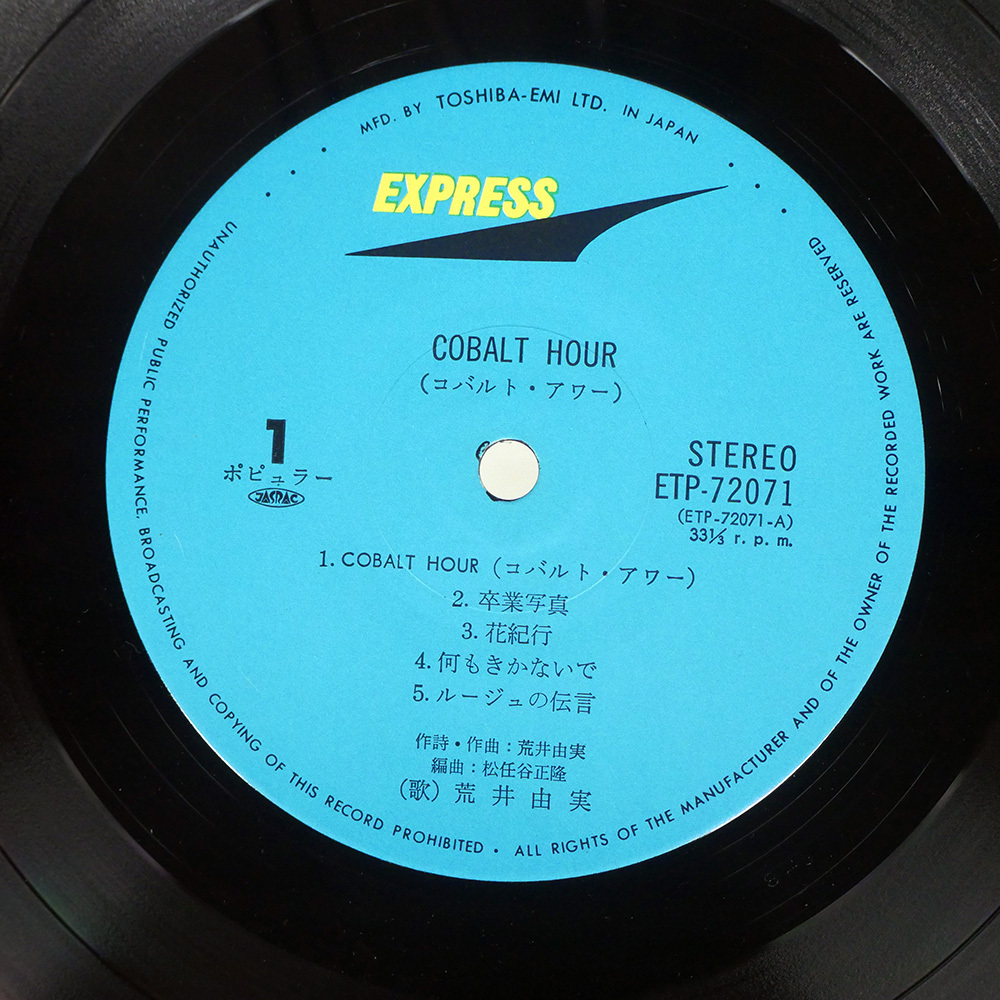 MFD. BY TOSHIBA-EMI LTD. IN JAPAN
EXPRESS
COBALT HOUR
(コバルト・アワー)
1
ポピュラー
JASRAC
STEREO
ETP-72071
(ETP-72071-A)
33⅓ r. p. m.
1. COBALT HOUR (コバルト・アワー)
2. 卒業写真
3. 花紀行
4. 何もきかないで
5. ルージュの伝言
作詩・作曲：荒井由実
編曲：松任谷正隆
(歌) 荒井由実
UNAUTHORIZED PUBLIC PERFORMANCE, BROADCASTING AND COPYING OF THIS RECORD PROHIBITED • ALL RIGHTS OF THE MANUFACTURER AND OF THE OWNER OF THE RECORDED WORK ARE RESERVED